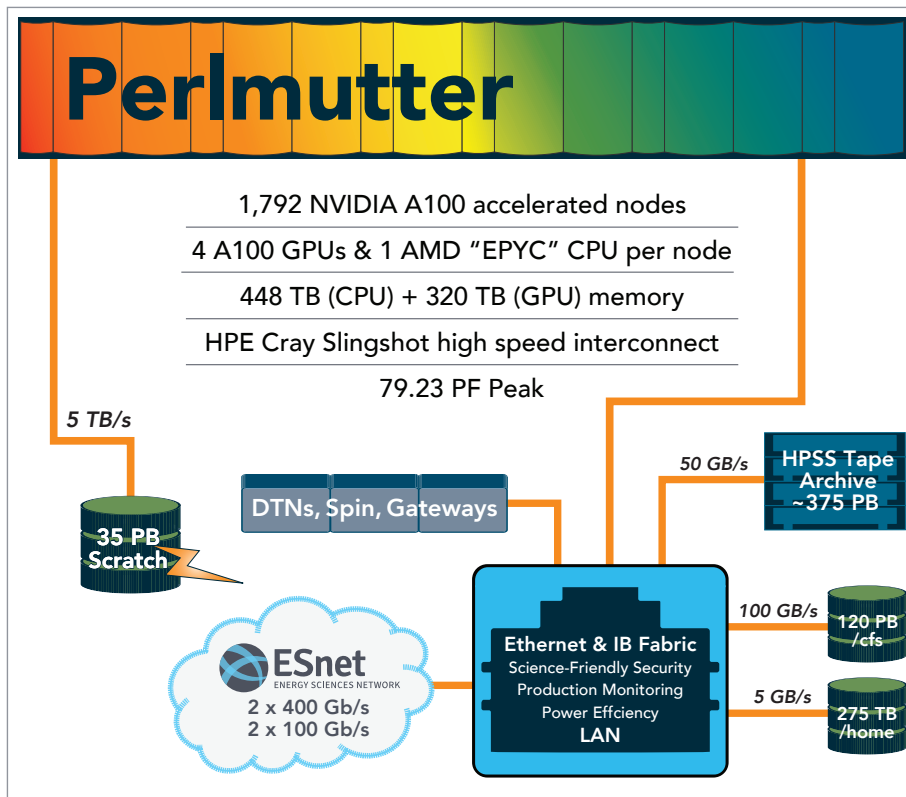 Perlmutter
1,792 NVIDIA A100 accelerated nodes
4 A100 GPUs & 1 AMD “EPYC” CPU per node
448 TB (CPU) + 320 TB (GPU) memory
HPE Cray Slingshot high speed interconnect
79.23 PF Peak
5 TB/s
35 PB
Scratch
DTNs, Spin, Gateways
50 GB/s
HPSS Tape
Archive
~375 PB
ESnet
ENERGY SCIENCES NETWORK
2 x 400 Gb/s
2 x 100 Gb/s
Ethernet & IB Fabric
Science-Friendly Security
Production Monitoring
Power Effciency
LAN
100 GB/s
120 PB
/cfs
5 GB/s
275 TB
/home